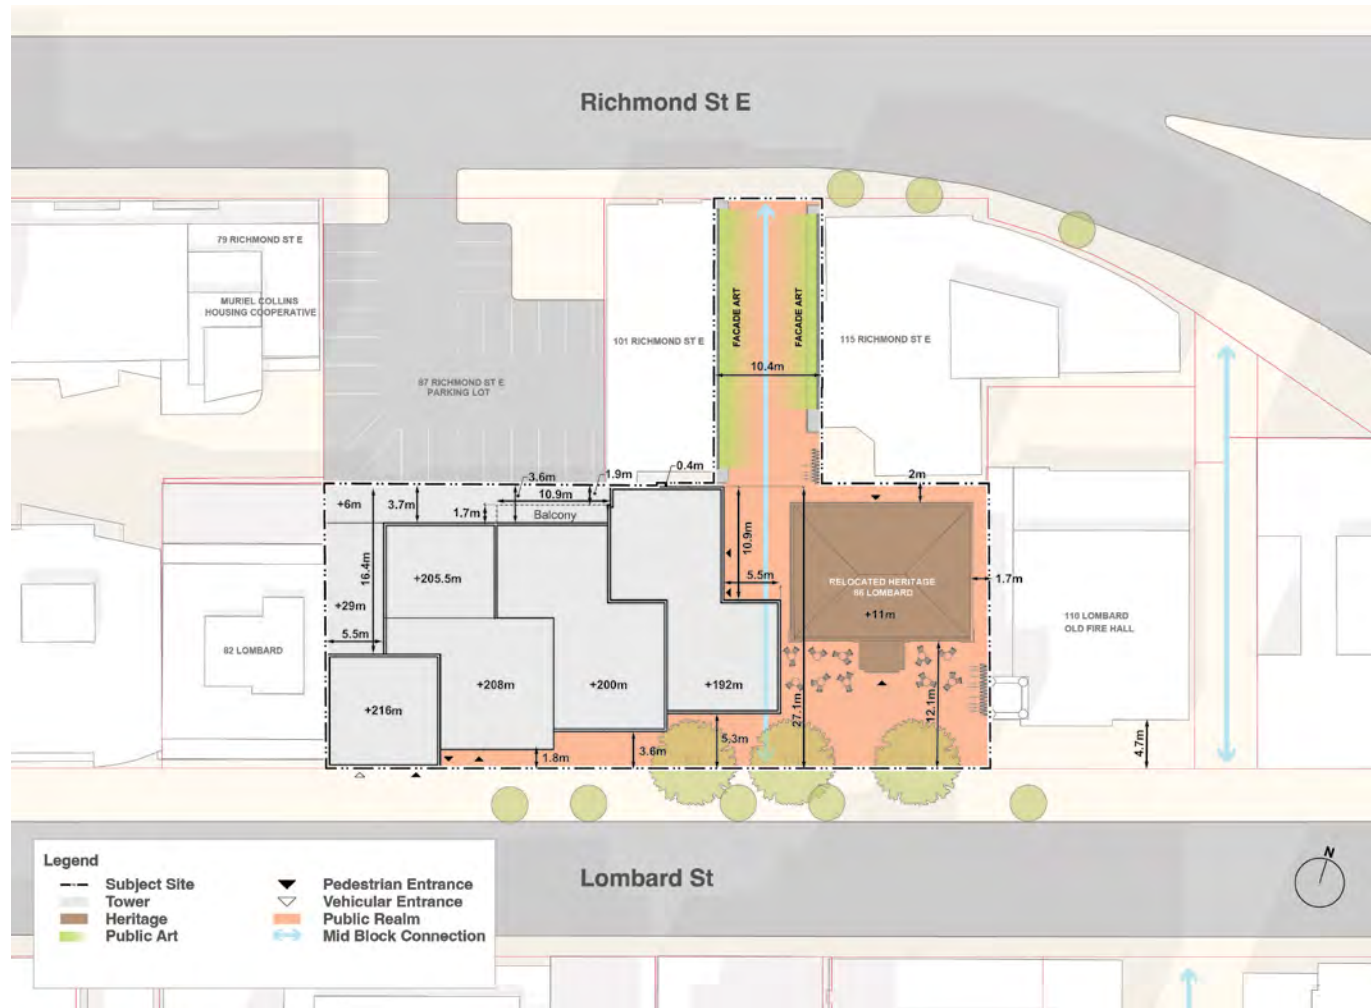 Richmond St E
79 RICHMOND ST E
MURIEL COLLINS
HOUSING COOPERATIVE
87 RICHMOND ST E
PARKING LOT
101 RICHMOND ST E
FACADE ART
FACADE ART
115 RICHMOND ST E
10.4m
0.4m
3.6m
1.9m
10.9m
2m
+6m
3.7m
1.7m
Balcony
16.4m
10.9m
5.5m
+205.5m
+29m
5.5m
RELOCATED HERITAGE
86 LOMBARD
+11m
1.7m
110 LOMBARD
OLD FIRE HALL
82 LOMBARD
+216m
+208m
+200m
+192m
27.1m
12.1m
1.8m
3.6m
5.3m
4.7m
Lombard St
N
Legend
Subject Site
Tower
Heritage
Public Art
Pedestrian Entrance
Vehicular Entrance
Public Realm
Mid Block Connection